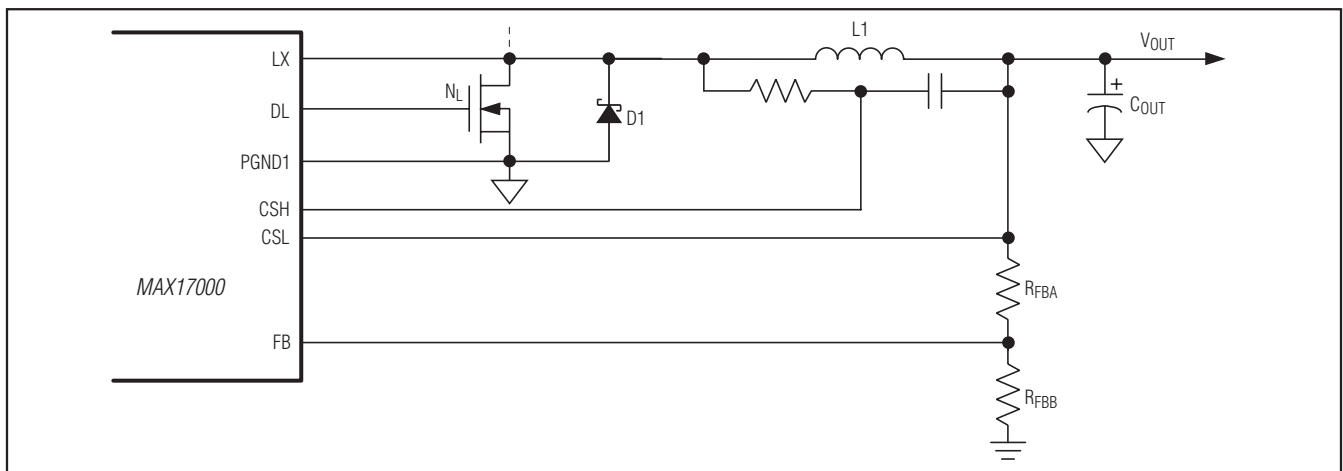 L1
LX
VOUT
NL
+
DL
D1
COUT
PGND1
CSH
CSL
MAX17000
RFBA
FB
RFBB